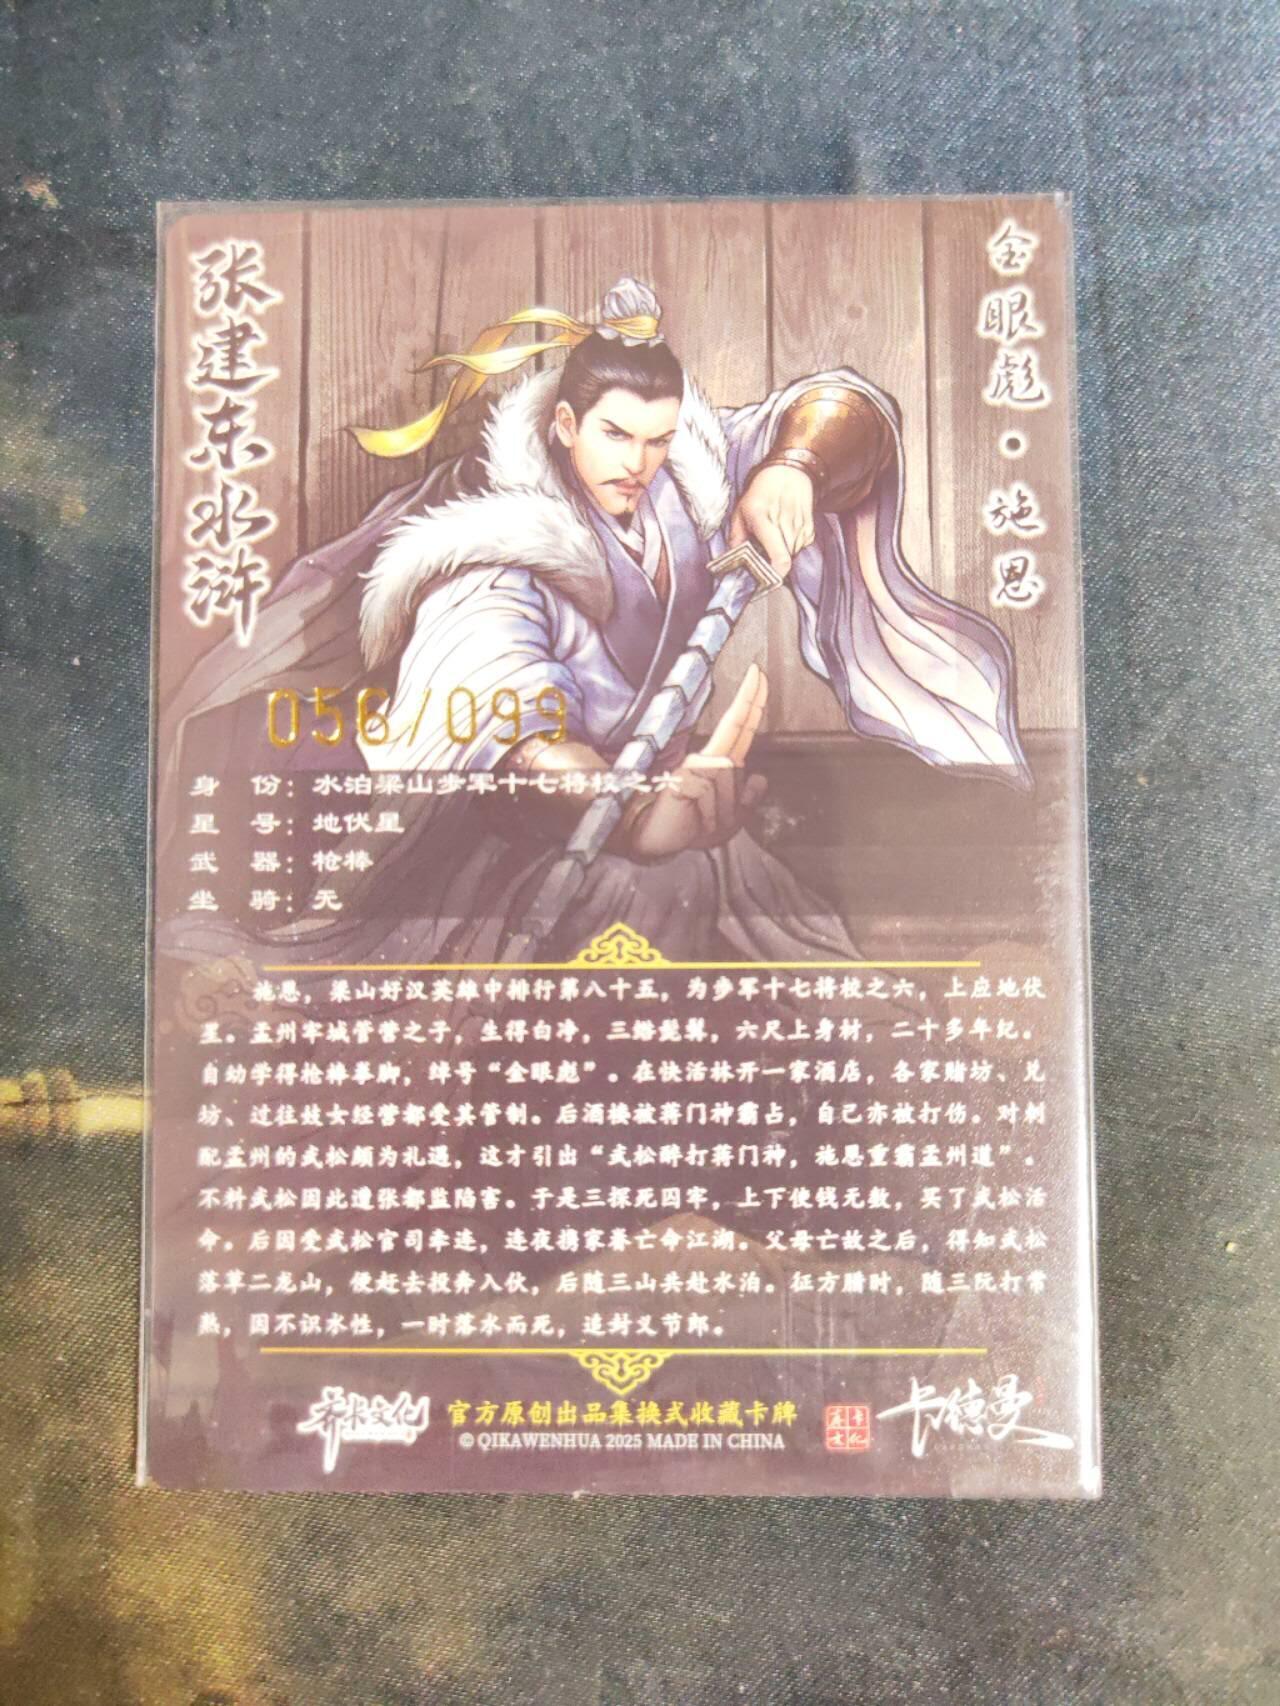 张建东水浒
金眼彪·施恩
056/099
身 份：水泊梁山步军十七将校之六
星 号：地伏星
武 器：枪棒
坐 骑：无
施恩，梁山好汉英雄中排行第八十五，为步军十七将校之六，上应地伏
星。孟州牢城管营之子，生得白净，三绺髭髯，六尺上身材，二十多年纪。
自幼学得枪棒拳脚，绰号“金眼彪”。在快活林开一家酒店，各家赌坊、兑
坊、过往妓女经营都受其管制。后酒楼被蒋门神霸占，自己亦被打伤。对刺
配孟州的武松颇为礼遇，这才引出“武松醉打蒋门神，施恩重霸孟州道”。
不料武松因此遭张都监陷害。于是三探死囚牢，上下使钱无数，买了武松活
命。后因受武松官司牵连，连夜携家眷亡命江湖。父母亡故之后，得知武松
落草二龙山，便赶去投奔入伙，后随三山共赴水泊。征方腊时，随三阮打常
熟，因不识水性，一时落水而死，追封义节郎。
齐卡文化
官方原创出品集换式收藏卡牌
© QIKAWENHUA 2025 MADE IN CHINA
卡德曼